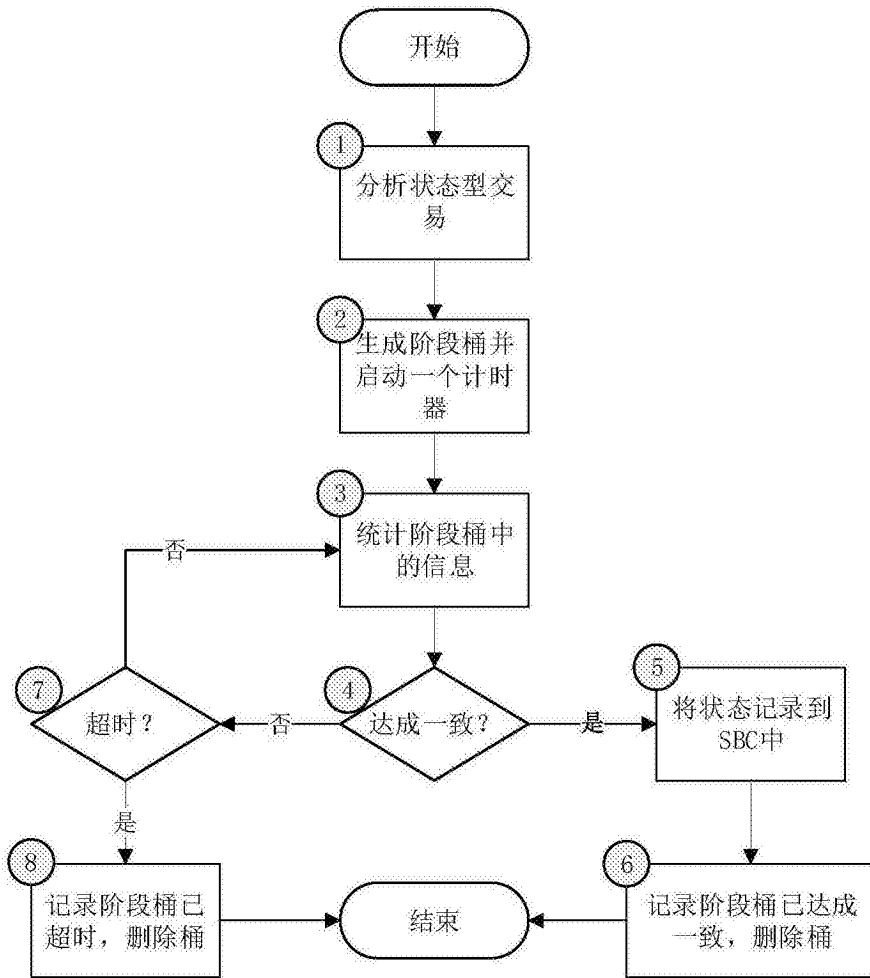 开始
1
分析状态型交
易
2
生成阶段桶并
启动一个计时
器
3
统计阶段桶中
的信息
否
7
超时？
否
4
达成一致？
是
5
将状态记录到
SBC中
是
8
记录阶段桶已
超时，删除桶
结束
6
记录阶段桶已达成
一致，删除桶